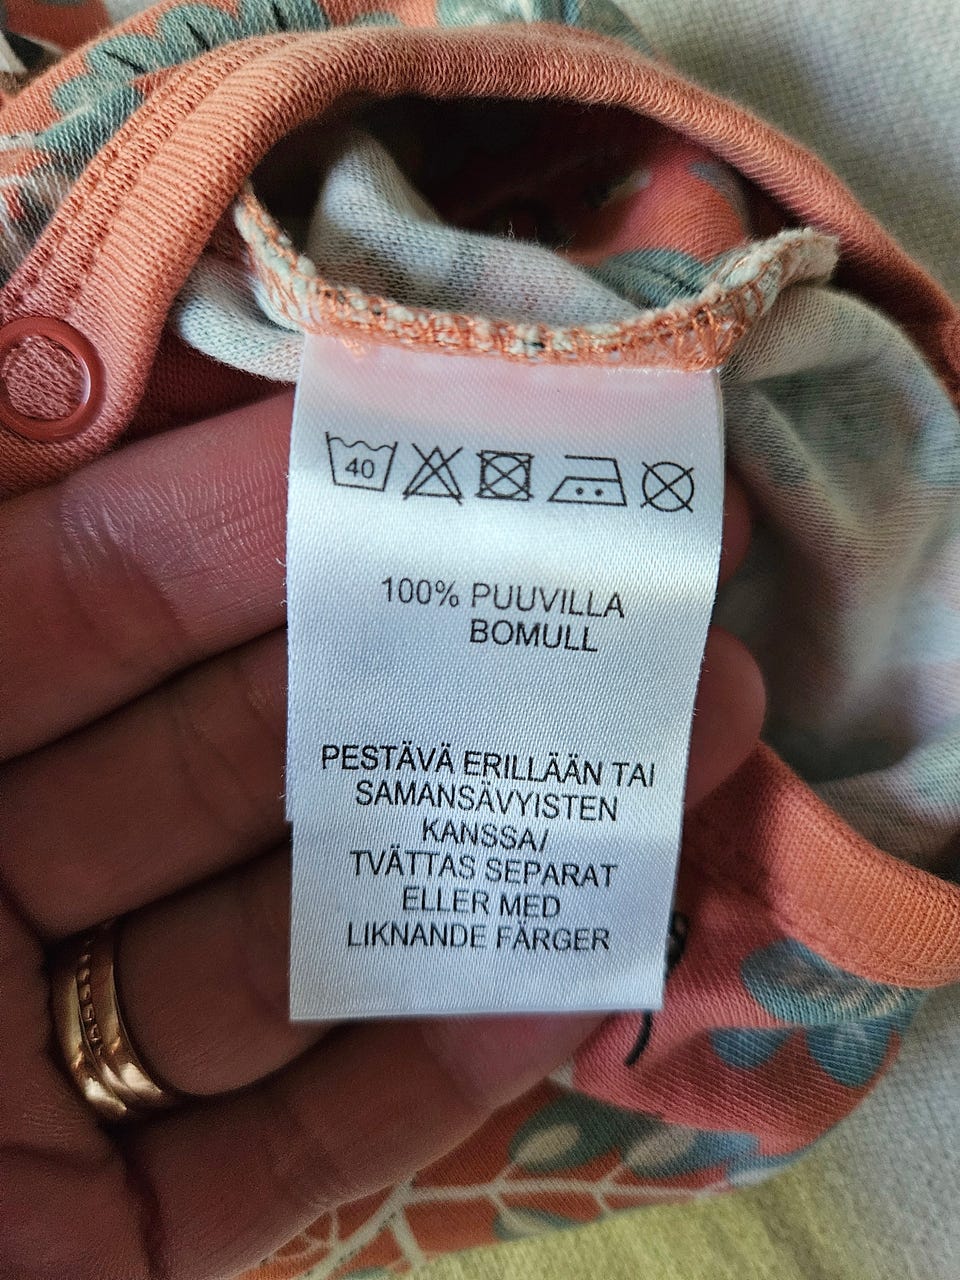 40
100% PUUVILLA
BOMULL
PESTÄVÄ ERILLÄÄN TAI
SAMANSÄVYISTEN
KANSSA/
TVÄTTAS SEPARAT
ELLER MED
LIKNANDE FÄRGER